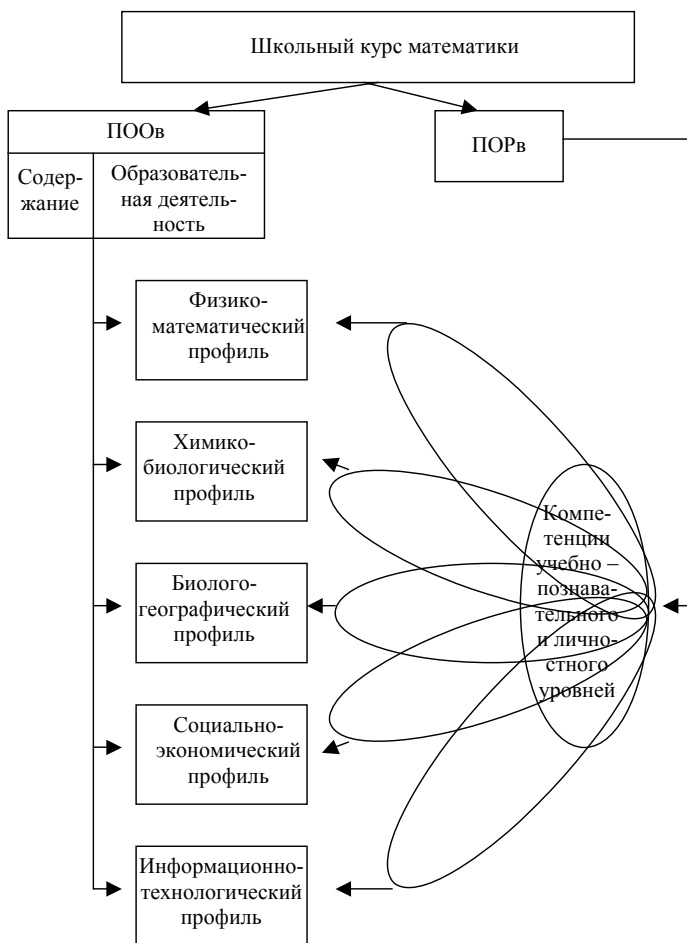 Школьный курс математики
ПООв
ПОРв
Содер-
жание
Образователь-
ная деятель-
ность
Физико-
математический
профиль
Химико-
биологический
профиль
Биолого-
географический
профиль
Социально-
экономический
профиль
Информационно-
технологический
профиль
Компе-
тенции
учебно –
познава-
тельного
и лично-
стного
уровней